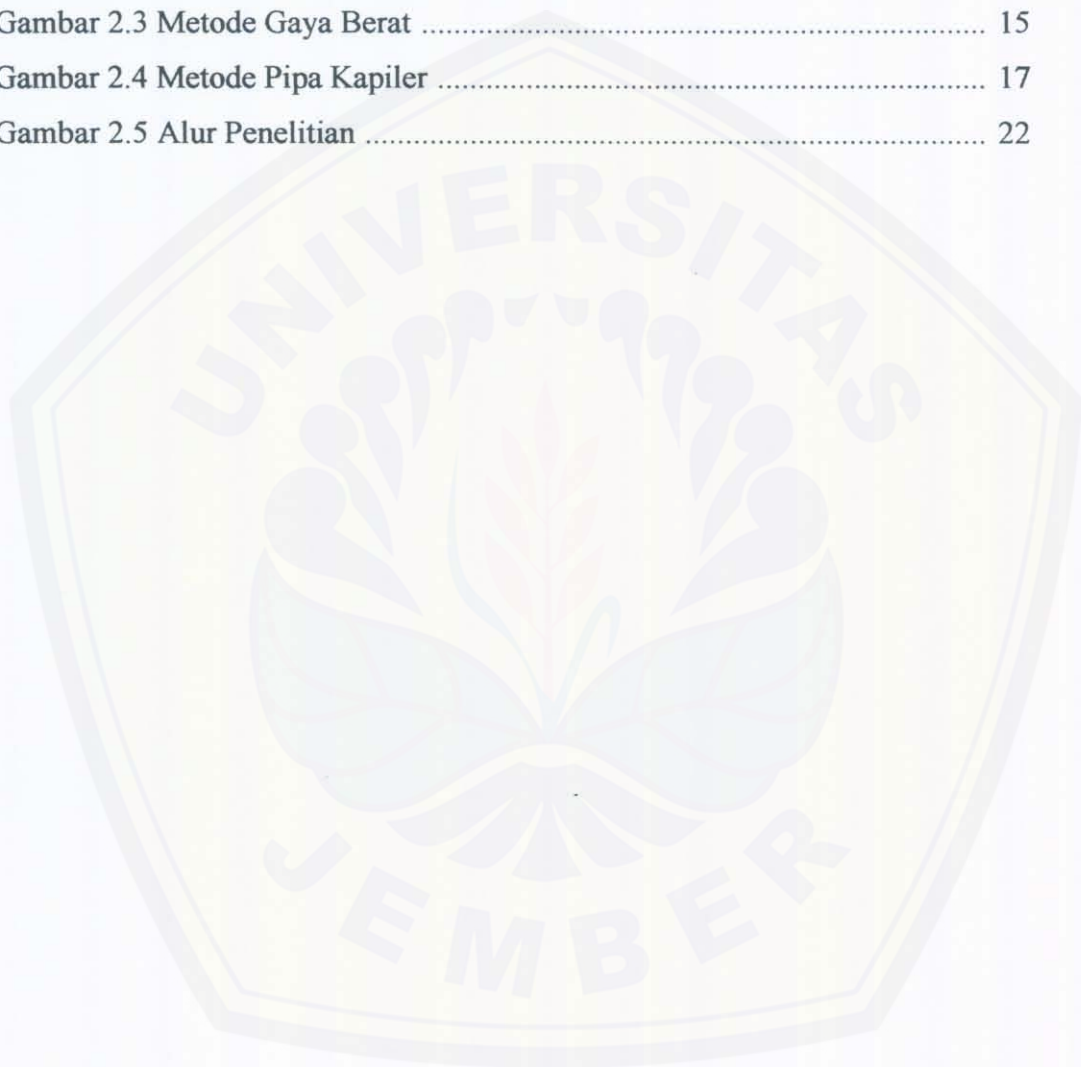 Gambar 2.3 Metode Gaya Berat ...................................................................... 15
Gambar 2.4 Metode Pipa Kapiler .................................................................... 17
Gambar 2.5 Alur Penelitian ............................................................................. 22
UNIVERSITAS
JEMBER